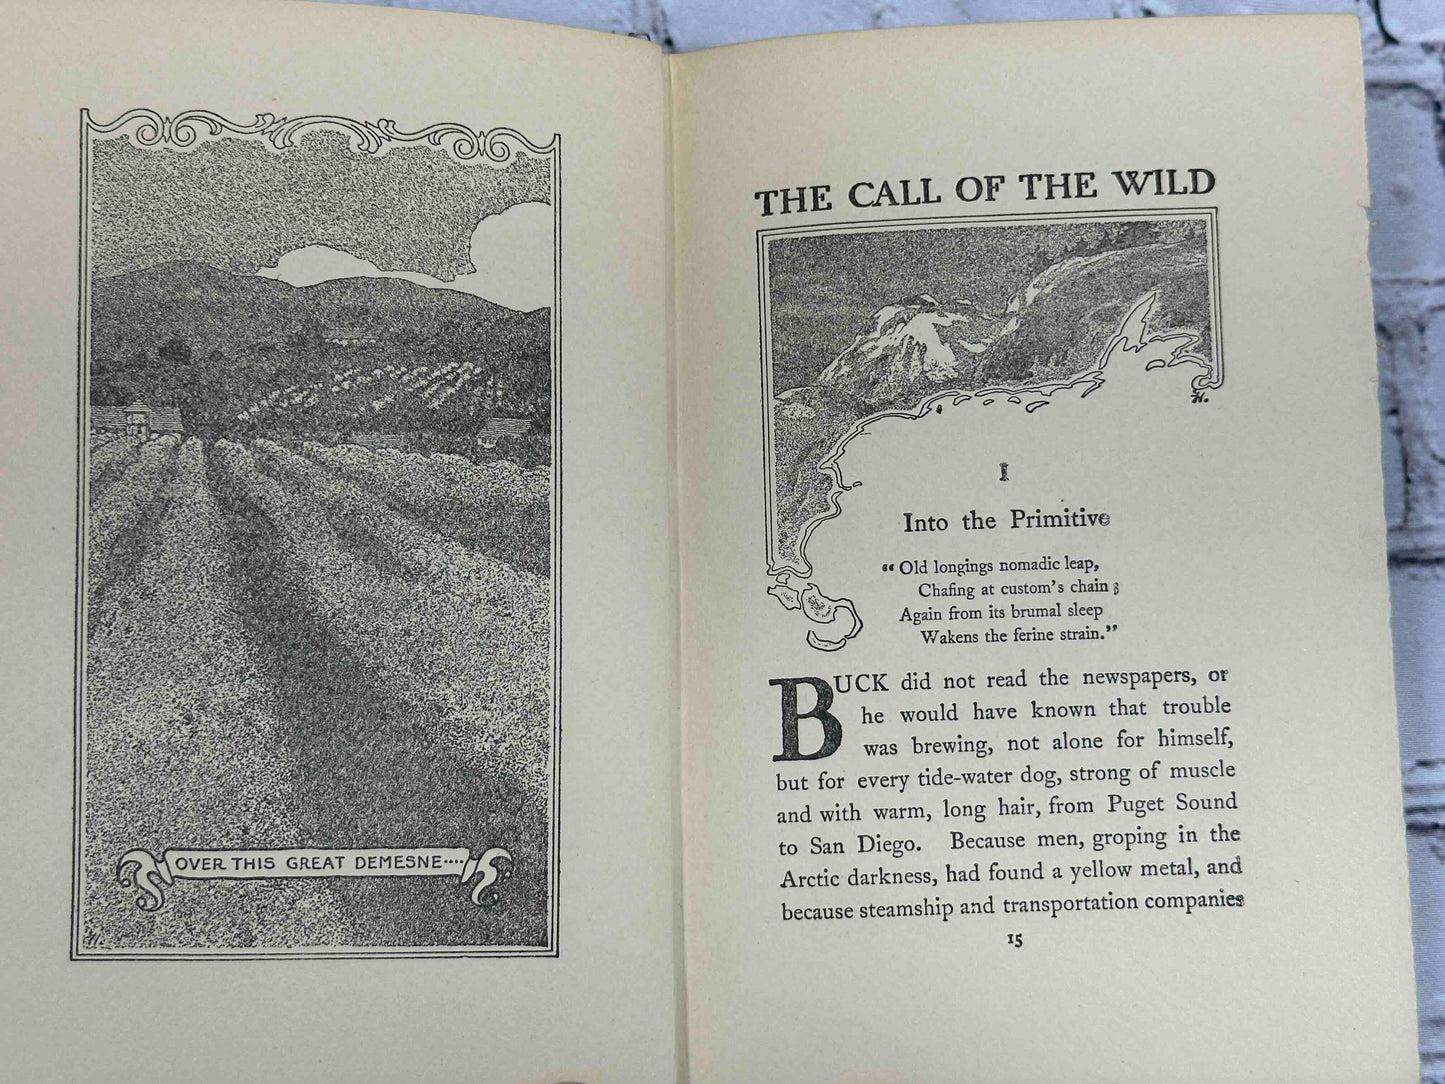 OVER THIS GREAT DEMESNE····
H.
THE CALL OF THE WILD
H.
I
Into the Primitive
“Old longings nomadic leap,
Chafing at custom’s chain;
Again from its brumal sleep
Wakens the ferine strain.”
BUCK did not read the newspapers, or
he would have known that trouble
was brewing, not alone for himself,
but for every tide-water dog, strong of muscle
and with warm, long hair, from Puget Sound
to San Diego. Because men, groping in the
Arctic darkness, had found a yellow metal, and
because steamship and transportation companies
15